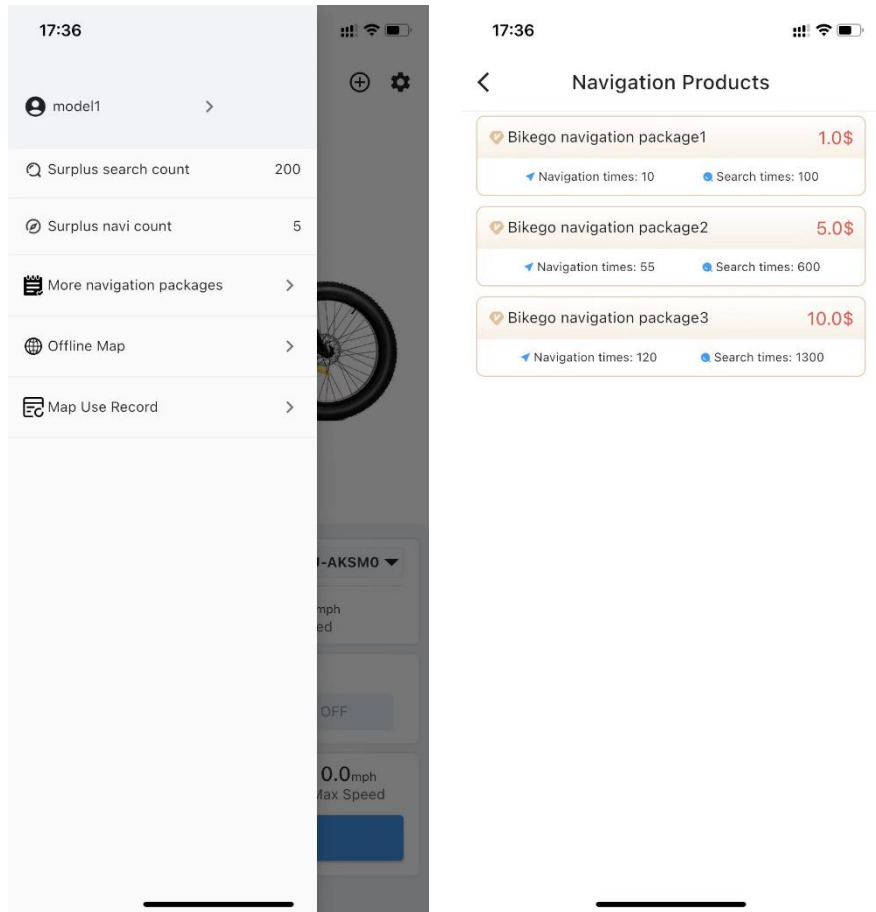 17:36
model1
Surplus search count 200
Surplus navi count 5
More navigation packages
Offline Map
Map Use Record
-AKSM0
mph
ed
OFF
0.0mph
Max Speed
17:36
Navigation Products
Bikego navigation package1 1.0$
Navigation times: 10 Search times: 100
Bikego navigation package2 5.0$
Navigation times: 55 Search times: 600
Bikego navigation package3 10.0$
Navigation times: 120 Search times: 1300